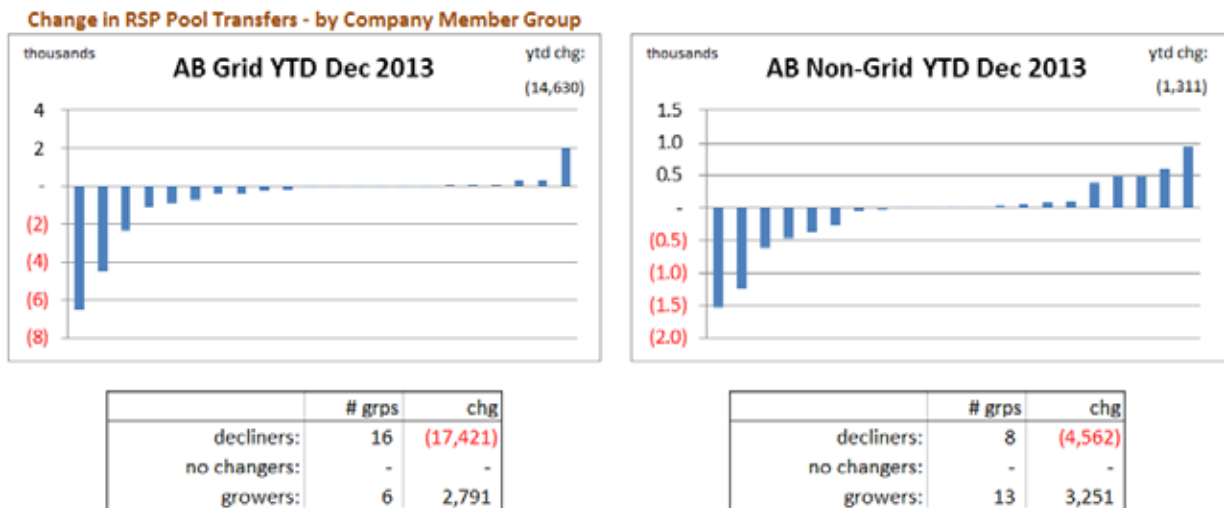 Change in RSP Pool Transfers - by Company Member Group
thousands
AB Grid YTD Dec 2013
ytd chg:
(14,630)
4
2
-
(2)
(4)
(6)
(8)
# grps chg
decliners: 16 (17,421)
no changers: - -
growers: 6 2,791
thousands
AB Non-Grid YTD Dec 2013
ytd chg:
(1,311)
1.5
1.0
0.5
-
(0.5)
(1.0)
(1.5)
(2.0)
# grps chg
decliners: 8 (4,562)
no changers: - -
growers: 13 3,251